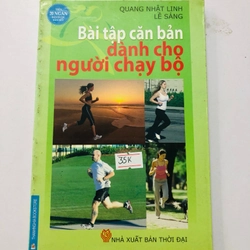 QUANG NHẬT LINH
LÊ SÁNG
Bài tập căn bản
dành cho
người chạy bộ
35K
NHÀ XUẤT BẢN THỜI ĐẠI